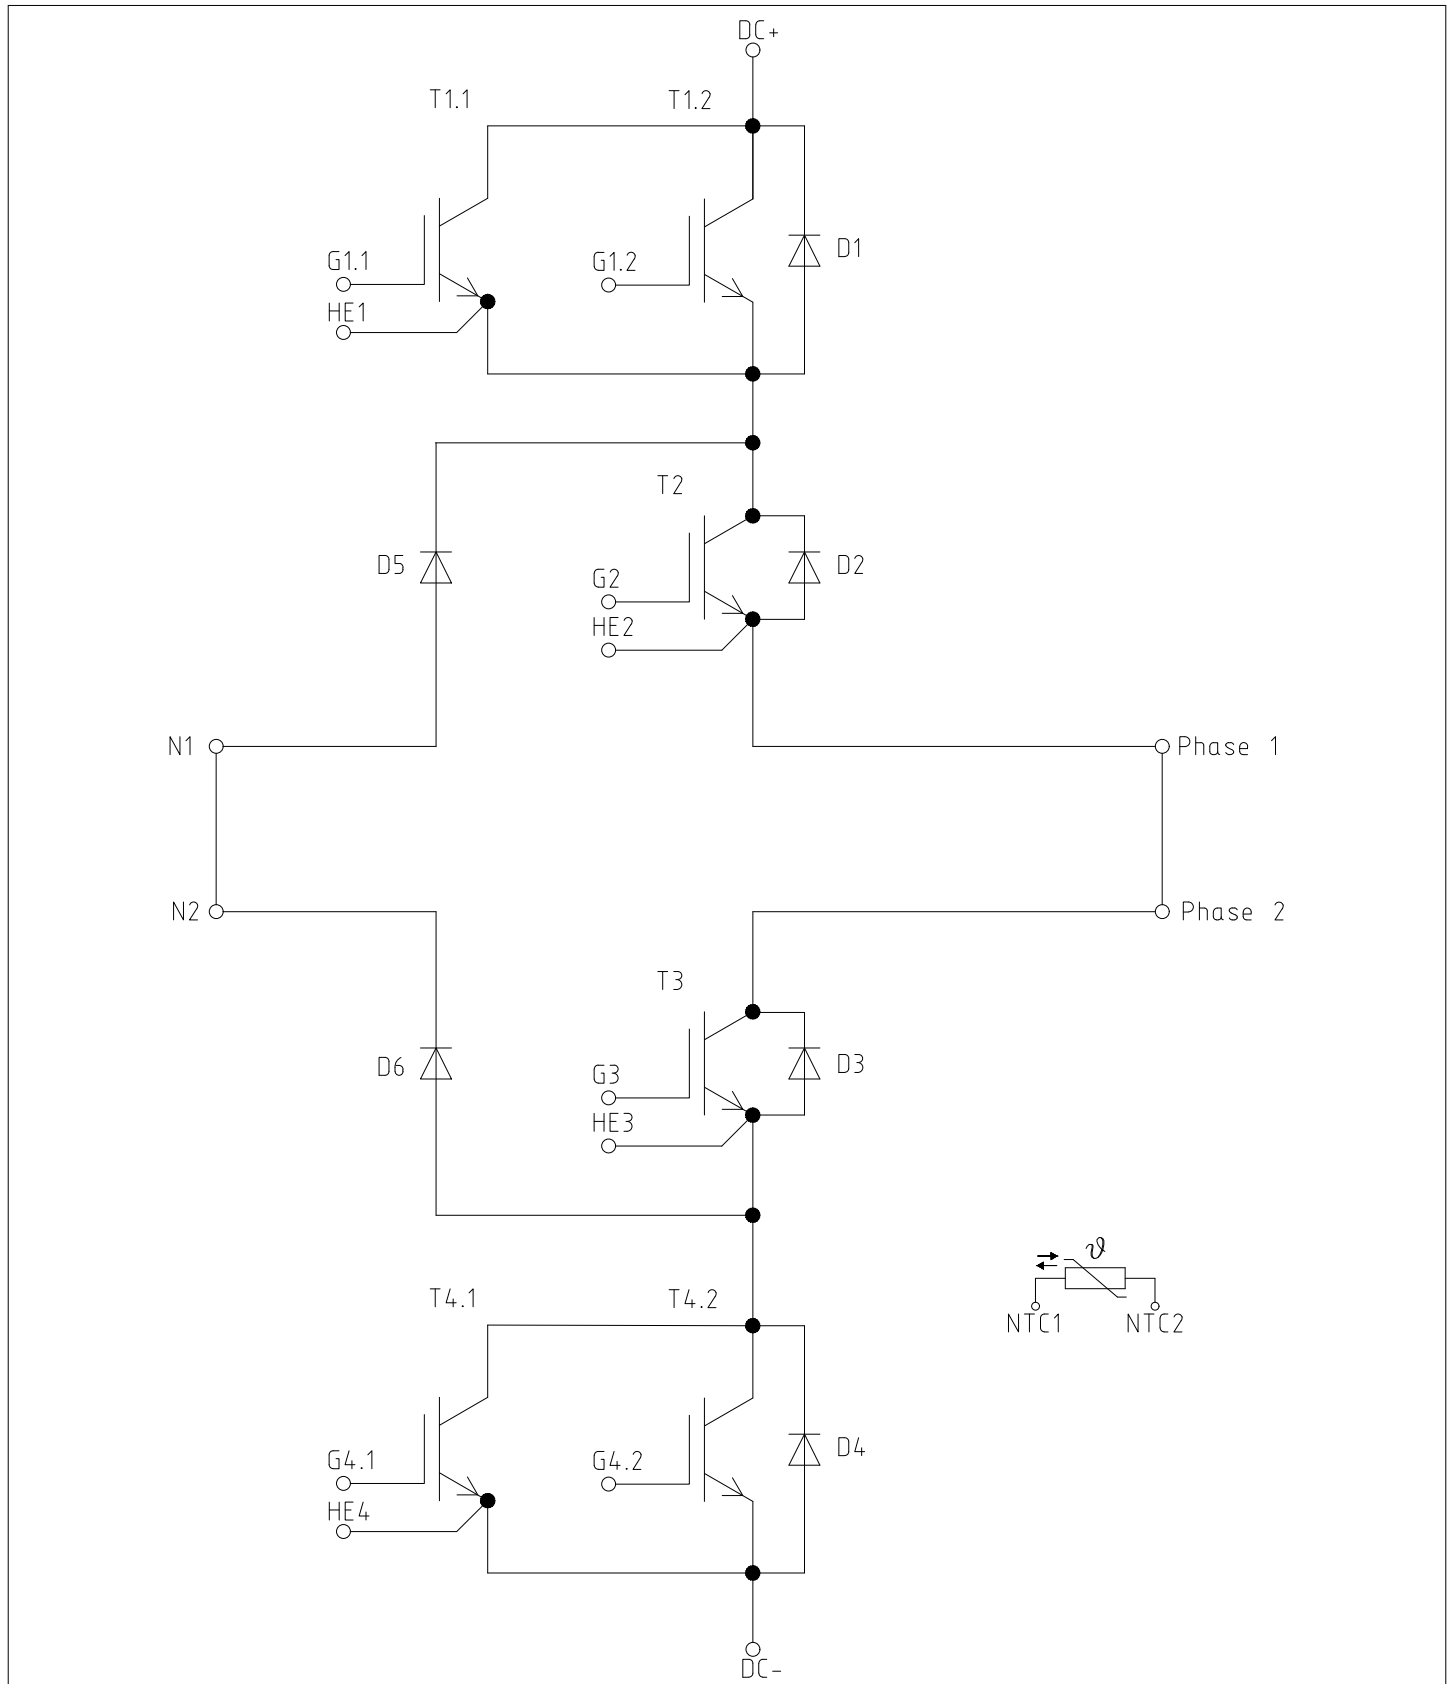 DC+
T1.1
T1.2
G1.1
G1.2
D1
HE1
T2
D5
G2
D2
HE2
N1
Phase 1
N2
Phase 2
T3
D6
G3
D3
HE3
ϑ
T4.1
T4.2
NTC1
NTC2
G4.1
G4.2
D4
HE4
DC-